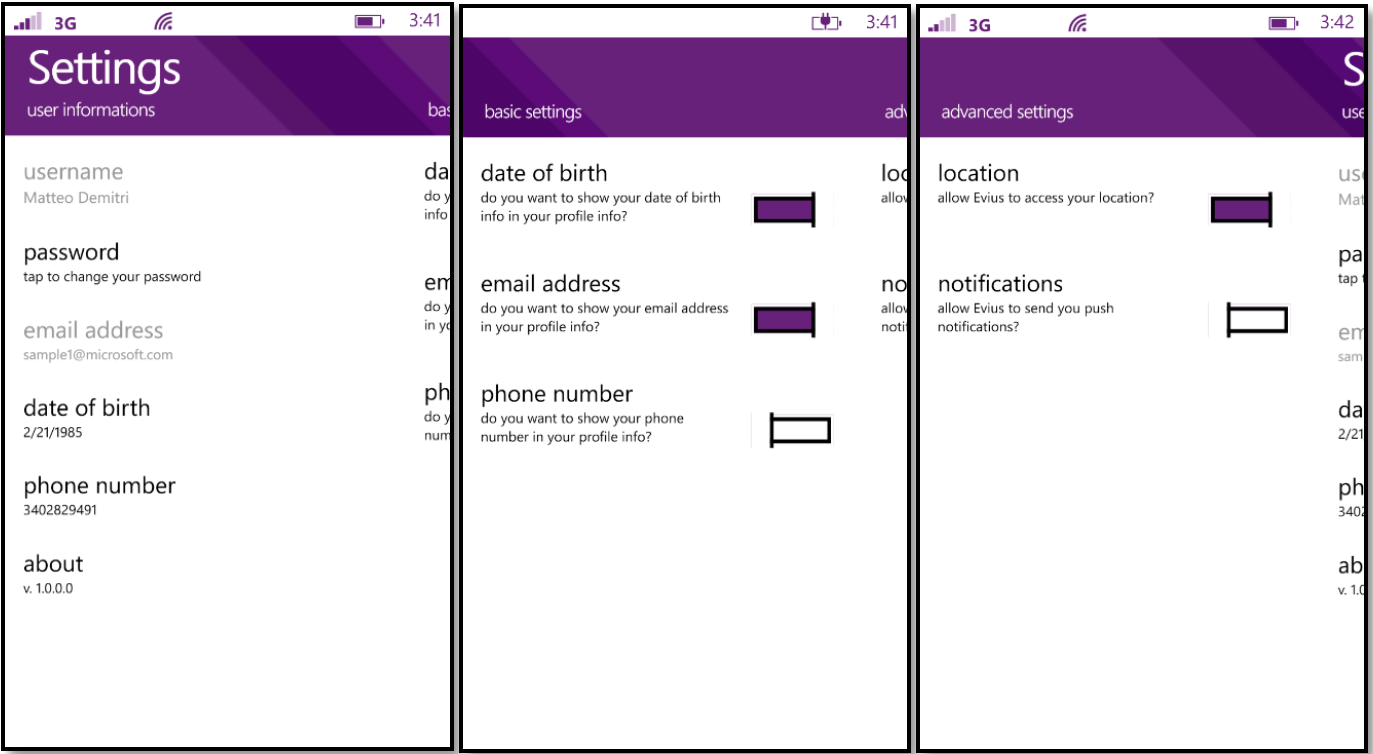 3G 3:41
Settings
user informations bas
username
Matteo Demitri
password
tap to change your password
email address
sample1@microsoft.com
date of birth
2/21/1985
phone number
3402829491
about
v. 1.0.0.0
da
do y
info
em
do y
in yo
ph
do y
num
3:41
basic settings adv
date of birth
do you want to show your date of birth
info in your profile info?
email address
do you want to show your email address
in your profile info?
phone number
do you want to show your phone
number in your profile info?
loc
allow
no
allow
notif
3G 3:42
S
advanced settings use
location
allow Evius to access your location?
notifications
allow Evius to send you push
notifications?
use
Mat
pa
tap t
em
sam
da
2/21
ph
3402
ab
v. 1.0